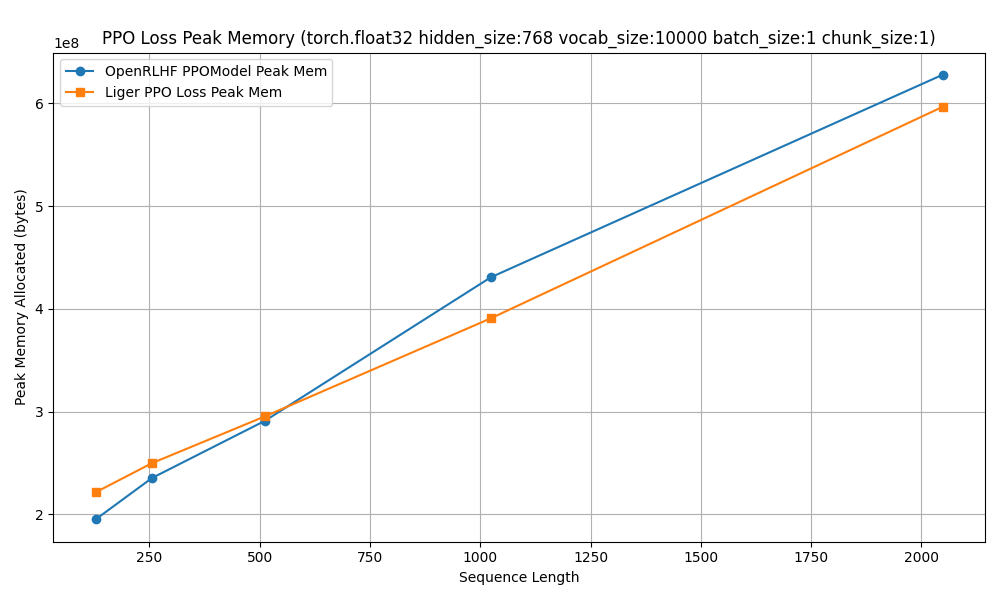 PPO Loss Peak Memory (torch.float32 hidden_size:768 vocab_size:10000 batch_size:1 chunk_size:1)
1e8
OpenRLHF PPOModel Peak Mem
Liger PPO Loss Peak Mem
6
5
4
3
2
Peak Memory Allocated (bytes)
250 500 750 1000 1250 1500 1750 2000
Sequence Length